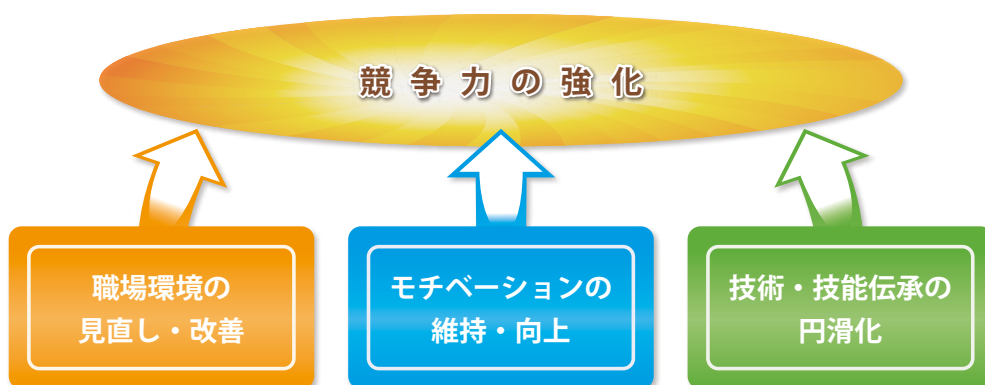 競争力の強化
職場環境の
見直し・改善
モチベーションの
維持・向上
技術・技能伝承の
円滑化